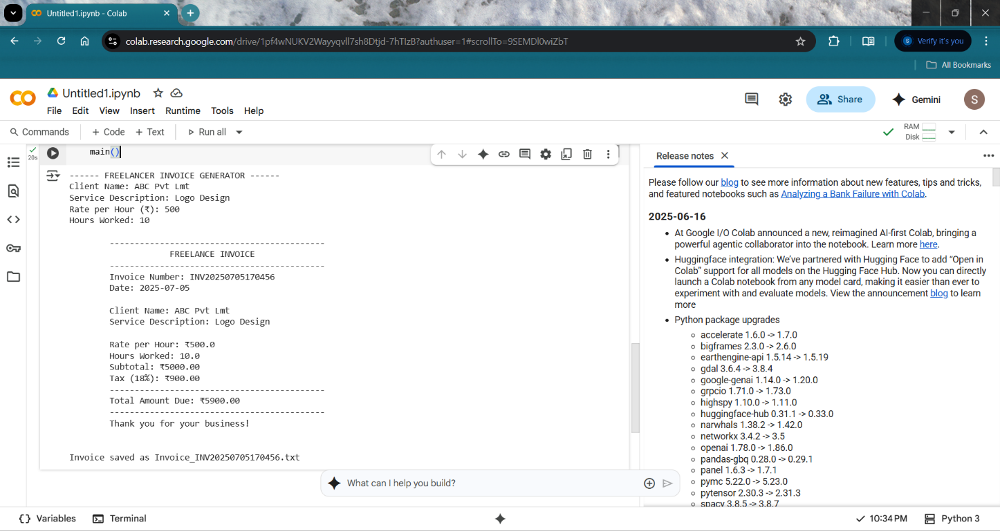 Untitled1.ipynb - Colab
colab.research.google.com/drive/1pf4wNUKV2Wayyqvll7sh8Dtjd-7hTIzB?authuser=1#scrollTo=9SEMDl0wiZbT
S Verify it's you
All Bookmarks
Untitled1.ipynb
File Edit View Insert Runtime Tools Help
Share
Gemini
S
Commands + Code + Text Run all
RAM
Disk
20s
main()
------ FREELANCER INVOICE GENERATOR ------
Client Name: ABC Pvt Lmt
Service Description: Logo Design
Rate per Hour (₹): 500
Hours Worked: 10
-------------------------------------------
FREELANCE INVOICE
-------------------------------------------
Invoice Number: INV20250705170456
Date: 2025-07-05
Client Name: ABC Pvt Lmt
Service Description: Logo Design
Rate per Hour: ₹500.0
Hours Worked: 10.0
Subtotal: ₹5000.00
Tax (18%): ₹900.00
-------------------------------------------
Total Amount Due: ₹5900.00
-------------------------------------------
Thank you for your business!
Invoice saved as Invoice_INV20250705170456.txt
What can I help you build?
Release notes
Please follow our blog to see more information about new features, tips and tricks,
and featured notebooks such as Analyzing a Bank Failure with Colab.
2025-06-16
• At Google I/O Colab announced a new, reimagined AI-first Colab, bringing a
powerful agentic collaborator into the notebook. Learn more here.
• Huggingface integration: We've partnered with Hugging Face to add “Open in
Colab” support for all models on the Hugging Face Hub. Now you can directly
launch a Colab notebook from any model card, making it easier than ever to
experiment with and evaluate models. View the announcement blog to learn
more
• Python package upgrades
accelerate 1.6.0 -> 1.7.0
bigframes 2.3.0 -> 2.6.0
earthengine-api 1.5.14 -> 1.5.19
gdal 3.6.4 -> 3.8.4
google-genai 1.14.0 -> 1.20.0
grpcio 1.71.0 -> 1.73.0
highspy 1.10.0 -> 1.11.0
huggingface-hub 0.31.1 -> 0.33.0
narwhals 1.38.2 -> 1.42.0
networkx 3.4.2 -> 3.5
openai 1.78.0 -> 1.86.0
pandas-gbq 0.28.0 -> 0.29.1
panel 1.6.3 -> 1.7.1
pymc 5.22.0 -> 5.23.0
pytensor 2.30.3 -> 2.31.3
spacy 3.8.5 -> 3.8.7
Variables Terminal
10:34 PM Python 3